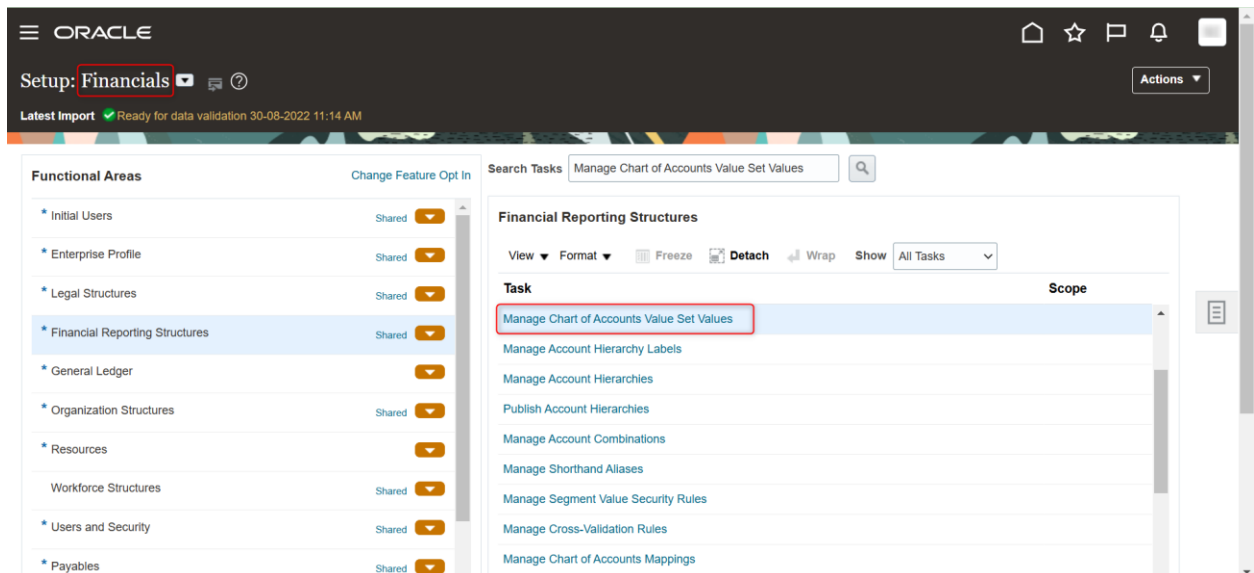 ORACLE
Setup: Financials
Actions
Latest Import Ready for data validation 30-08-2022 11:14 AM
Functional Areas
Change Feature Opt In
* Initial Users Shared
* Enterprise Profile Shared
* Legal Structures Shared
* Financial Reporting Structures Shared
* General Ledger
* Organization Structures Shared
* Resources
Workforce Structures Shared
* Users and Security Shared
* Payables Shared
Search Tasks Manage Chart of Accounts Value Set Values
Financial Reporting Structures
View Format Freeze Detach Wrap Show All Tasks
Task Scope
Manage Chart of Accounts Value Set Values
Manage Account Hierarchy Labels
Manage Account Hierarchies
Publish Account Hierarchies
Manage Account Combinations
Manage Shorthand Aliases
Manage Segment Value Security Rules
Manage Cross-Validation Rules
Manage Chart of Accounts Mappings